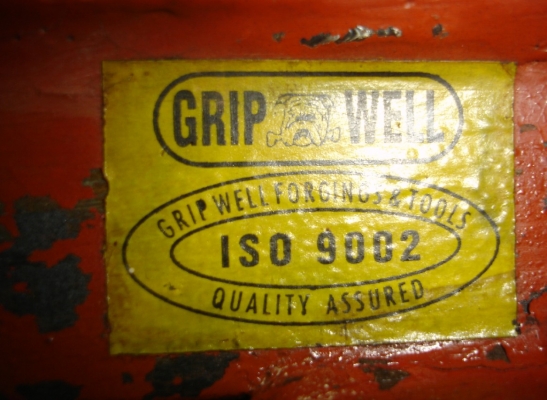 GRIP WELL
GRIP WELL FORGINGS & TOOLS
ISO 9002
QUALITY ASSURED